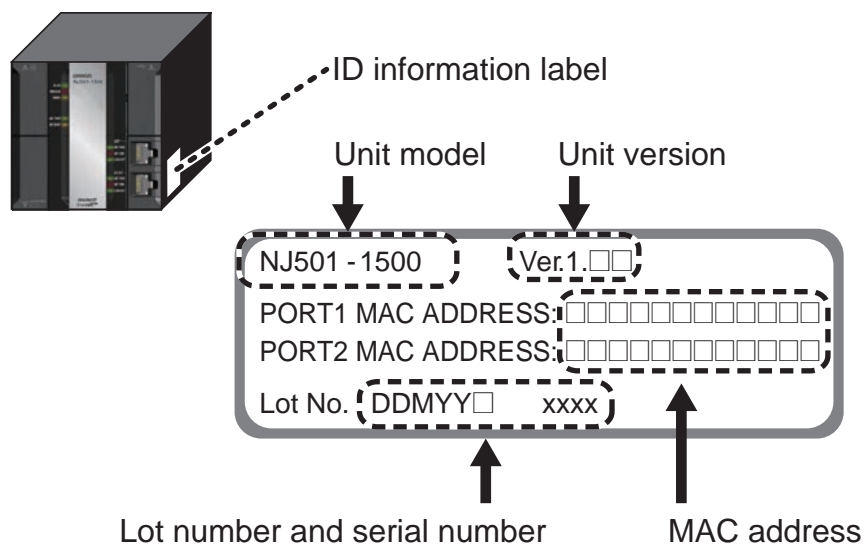 ID information label
Unit model Unit version
NJ501 - 1500 Ver.1.□□
PORT1 MAC ADDRESS: □□□□□□□□□□□□
PORT2 MAC ADDRESS: □□□□□□□□□□□□
Lot No. DDMYY□ xxxx
Lot number and serial number MAC address